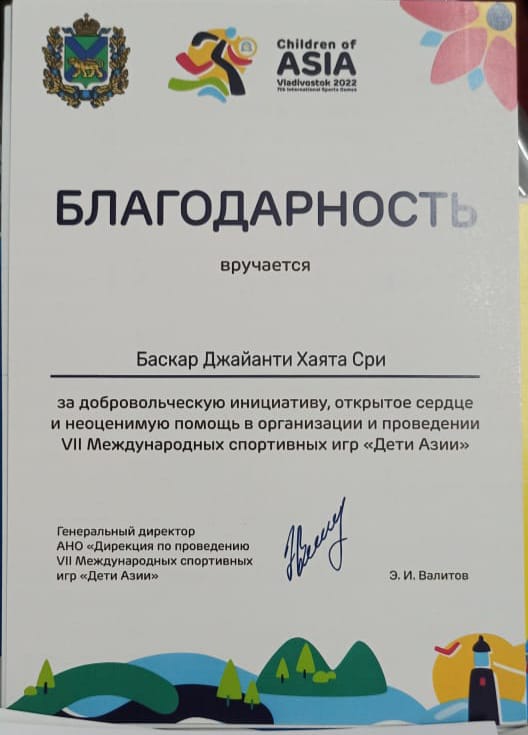 Children of
ASIA
Vladivostok 2022
7th International Sports Games
БЛАГОДАРНОСТЬ
вручается
Баскар Джайанти Хаята Сри
за добровольческую инициативу, открытое сердце
и неоценимую помощь в организации и проведении
VII Международных спортивных игр «Дети Азии»
Генеральный директор
АНО «Дирекция по проведению
VII Международных спортивных
игр «Дети Азии»
Э. И. Валитов